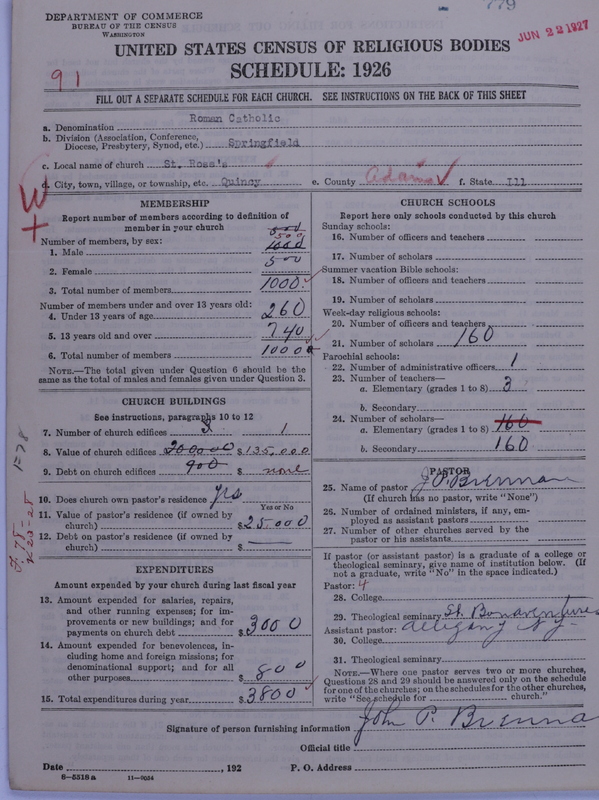 779
DEPARTMENT OF COMMERCE
BUREAU OF THE CENSUS
WASHINGTON
JUN 22 1927
UNITED STATES CENSUS OF RELIGIOUS BODIES
SCHEDULE: 1926
91
FILL OUT A SEPARATE SCHEDULE FOR EACH CHURCH. SEE INSTRUCTIONS ON THE BACK OF THIS SHEET
a. Denomination Roman Catholic
b. Division (Association, Conference, Diocese, Presbytery, Synod, etc.) Springfield
c. Local name of church St. Rose's
d. City, town, village, or township, etc. Quincy e. County Adams f. State Ill
W
+
MEMBERSHIP
Report number of members according to definition of
member in your church
Number of members, by sex:
500
1. Male 1000
2. Female 500
3. Total number of members 1000
Number of members under and over 13 years old:
4. Under 13 years of age 260
5. 13 years old and over 740
6. Total number of members 1000
NOTE.—The total given under Question 6 should be
same as the total of males and females given under Question 3.
CHURCH BUILDINGS
See instructions, paragraphs 10 to 12
7. Number of church edifices 3 1
8. Value of church edifices 200000 $135,000
9. Debt on church edifices 900 $ none
10. Does church own pastor's residence? yes
Yes or No
11. Value of pastor's residence (if owned by
church) $25,000
12. Debt on pastor's residence (if owned by
church) $
EXPENDITURES
Amount expended by your church during last fiscal year
13. Amount expended for salaries, repairs,
and other running expenses; for im-
provements or new buildings; and for
payments on church debt $3000
14. Amount expended for benevolences, in-
cluding home and foreign missions; for
denominational support; and for all
other purposes $800
15. Total expenditures during year $3800
CHURCH SCHOOLS
Report here only schools conducted by this church
Sunday schools:
16. Number of officers and teachers
17. Number of scholars
Summer vacation Bible schools:
18. Number of officers and teachers
19. Number of scholars
Week-day religious schools:
20. Number of officers and teachers
21. Number of scholars 160
Parochial schools:
22. Number of administrative officers 1
23. Number of teachers—
a. Elementary (grades 1 to 8) 3
b. Secondary
24. Number of scholars—
a. Elementary (grades 1 to 8) 160
b. Secondary 160
PASTOR
25. Name of pastor J. P. Brennan
(If church has no pastor, write "None")
26. Number of ordained ministers, if any, em-
ployed as assistant pastors
27. Number of other churches served by the
pastor or his assistants
If pastor (or assistant pastor) is a graduate of a college or
theological seminary, give name of institution below. (If
not a graduate, write "No" in the space indicated.)
Pastor: 4
28. College
29. Theological seminary St. Bonaventures
Assistant pastor: Allegany NY
30. College
31. Theological seminary
NOTE.—Where one pastor serves two or more churches,
Questions 28 and 29 should be answered only on the schedule
for one of the churches; on the schedules for the other churches,
write "See schedule for church."
Signature of person furnishing information John P. Brenna
Official title
Date , 192 P. O. Address
6-5518a 11-9034